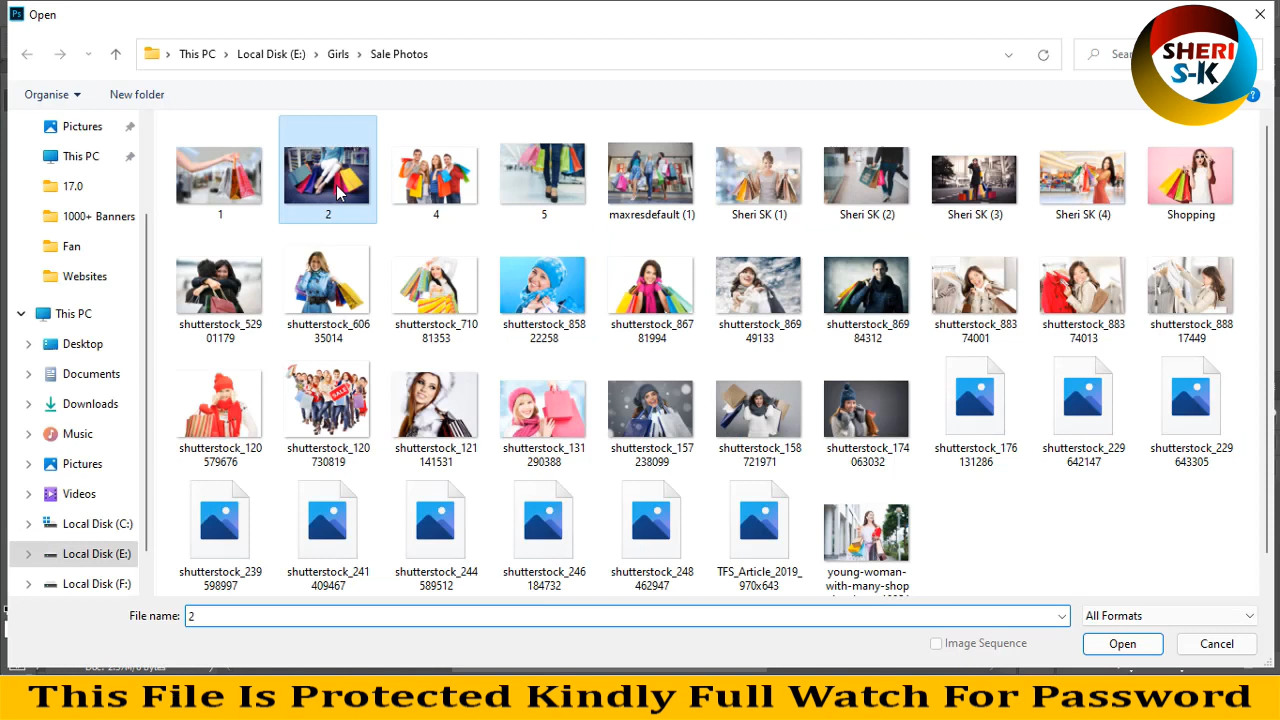 Ps Open
This PC > Local Disk (E:) > Girls > Sale Photos
Sear
SHERI
S-K
Organise
New folder
?
Pictures
This PC
17.0
1000+ Banners
Fan
Websites
This PC
Desktop
Documents
Downloads
Music
Pictures
Videos
Local Disk (C:)
Local Disk (E:)
Local Disk (F:)
1
2
4
5
maxresdefault (1)
Sheri SK (1)
Sheri SK (2)
Sheri SK (3)
Sheri SK (4)
Shopping
shutterstock_529
01179
shutterstock_606
35014
shutterstock_710
81353
shutterstock_858
22258
shutterstock_867
81994
shutterstock_869
49133
shutterstock_869
84312
shutterstock_883
74001
shutterstock_883
74013
shutterstock_888
17449
SALE
shutterstock_120
579676
shutterstock_120
730819
shutterstock_121
141531
shutterstock_131
290388
shutterstock_157
238099
shutterstock_158
721971
shutterstock_174
063032
shutterstock_176
131286
shutterstock_229
642147
shutterstock_229
643305
shutterstock_239
598997
shutterstock_241
409467
shutterstock_244
589512
shutterstock_246
184732
shutterstock_248
462947
TFS_Article_2019_
970x643
young-woman-
with-many-shop
File name: 2
All Formats
Image Sequence
Open
Cancel
This File Is Protected Kindly Full Watch For Password